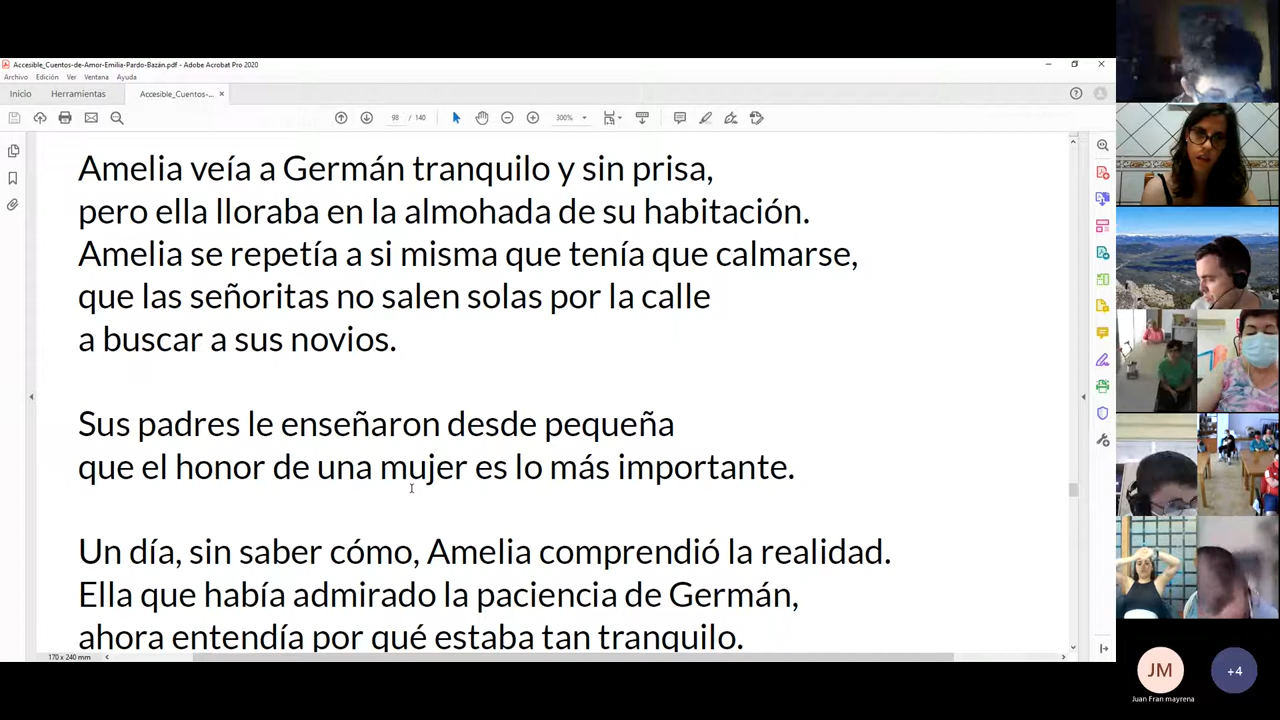 Accesible_Cuentos-de-Amor-Emilia-Pardo-Bazán.pdf - Adobe Acrobat Pro 2020
Archivo Edición Ver Ventana Ayuda
Inicio Herramientas Accesible_Cuentos-...
98 / 140 300%
Amelia veía a Germán tranquilo y sin prisa,
pero ella lloraba en la almohada de su habitación.
Amelia se repetía a si misma que tenía que calmarse,
que las señoritas no salen solas por la calle
a buscar a sus novios.
Sus padres le enseñaron desde pequeña
que el honor de una mujer es lo más importante.
Un día, sin saber cómo, Amelia comprendió la realidad.
Ella que había admirado la paciencia de Germán,
ahora entendía por qué estaba tan tranquilo.
170 x 240 mm
JM
+4
Juan Fran mayrena